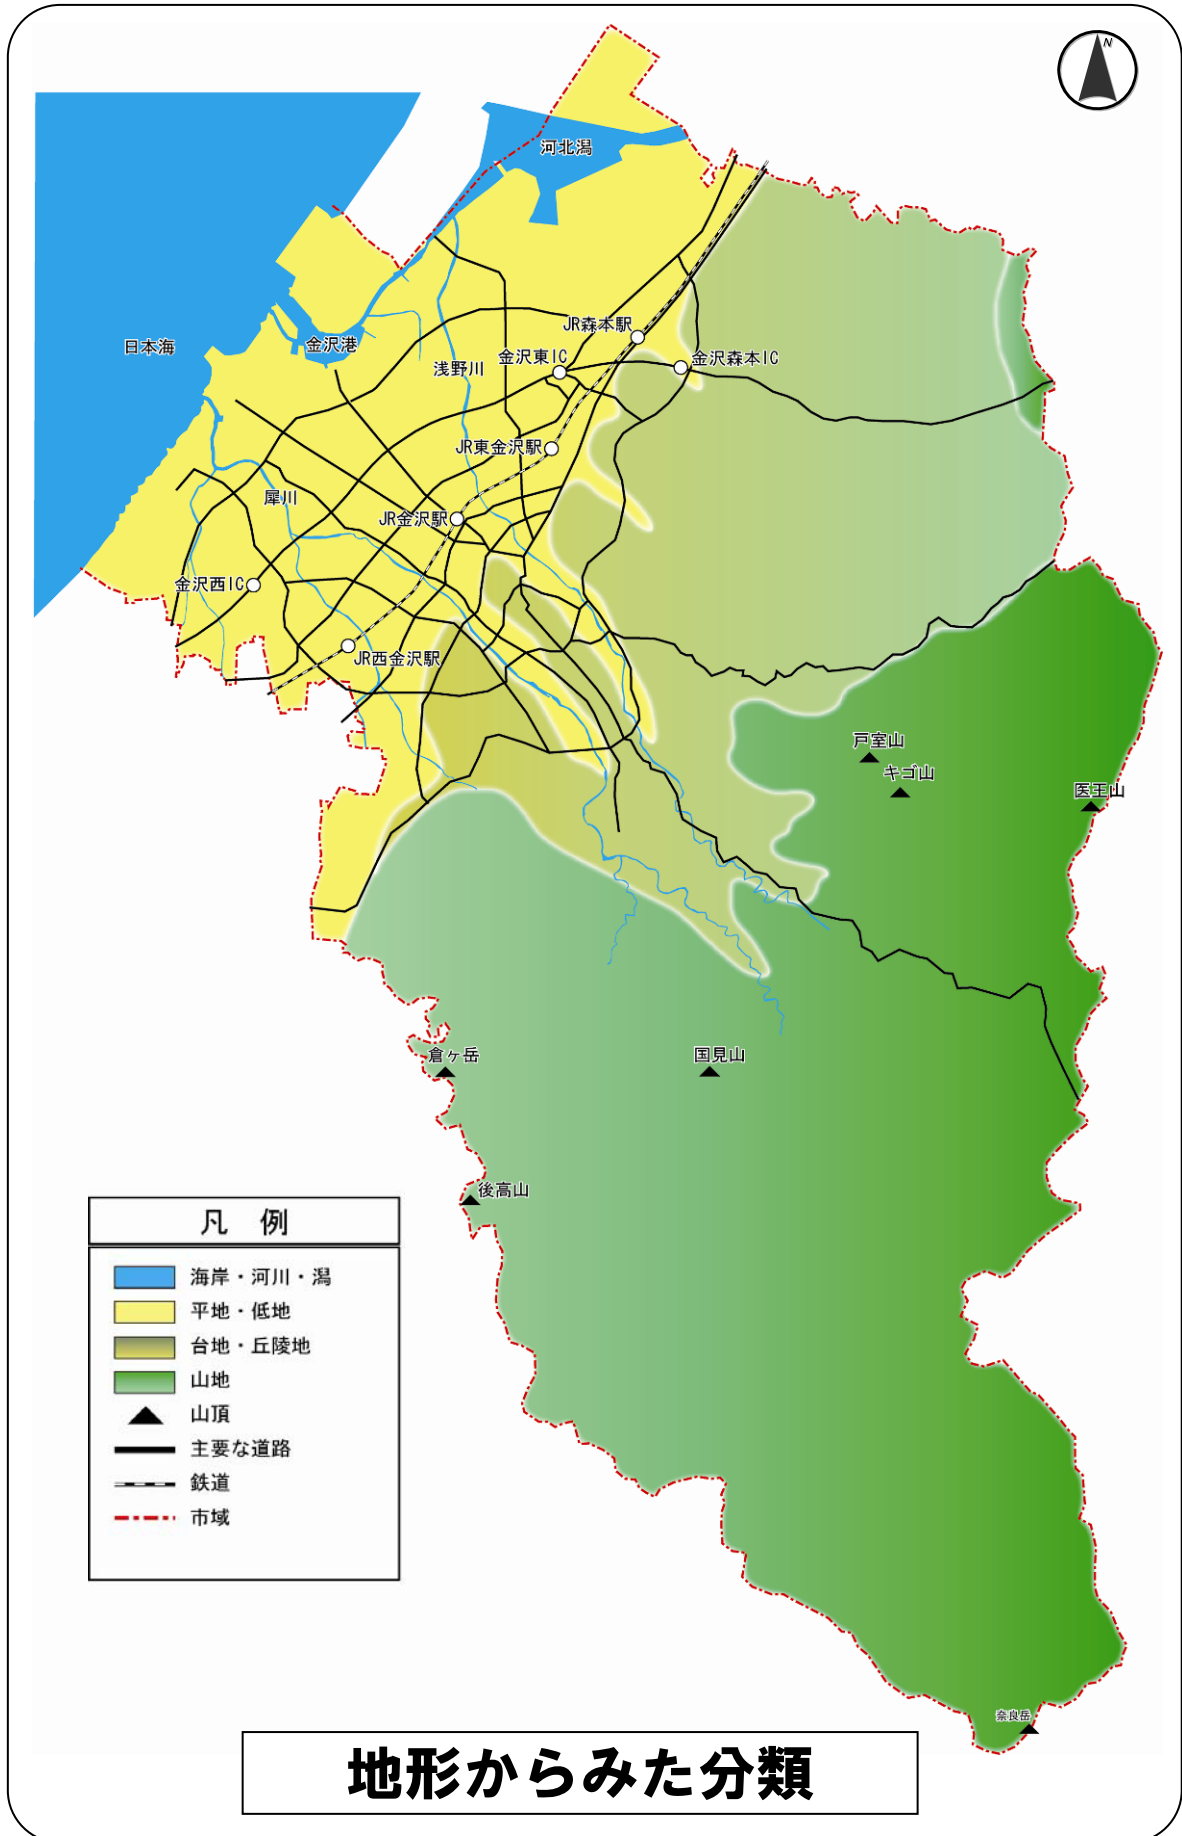 N
河北潟
日本海
金沢港
JR森本駅
金沢東IC
金沢森本IC
浅野川
JR東金沢駅
犀川
JR金沢駅
金沢西IC
JR西金沢駅
戸室山
キゴ山
医王山
倉ヶ岳
国見山
後高山
凡 例
海岸・河川・潟
平地・低地
台地・丘陵地
山地
山頂
主要な道路
鉄道
市域
奈良岳
地形からみた分類